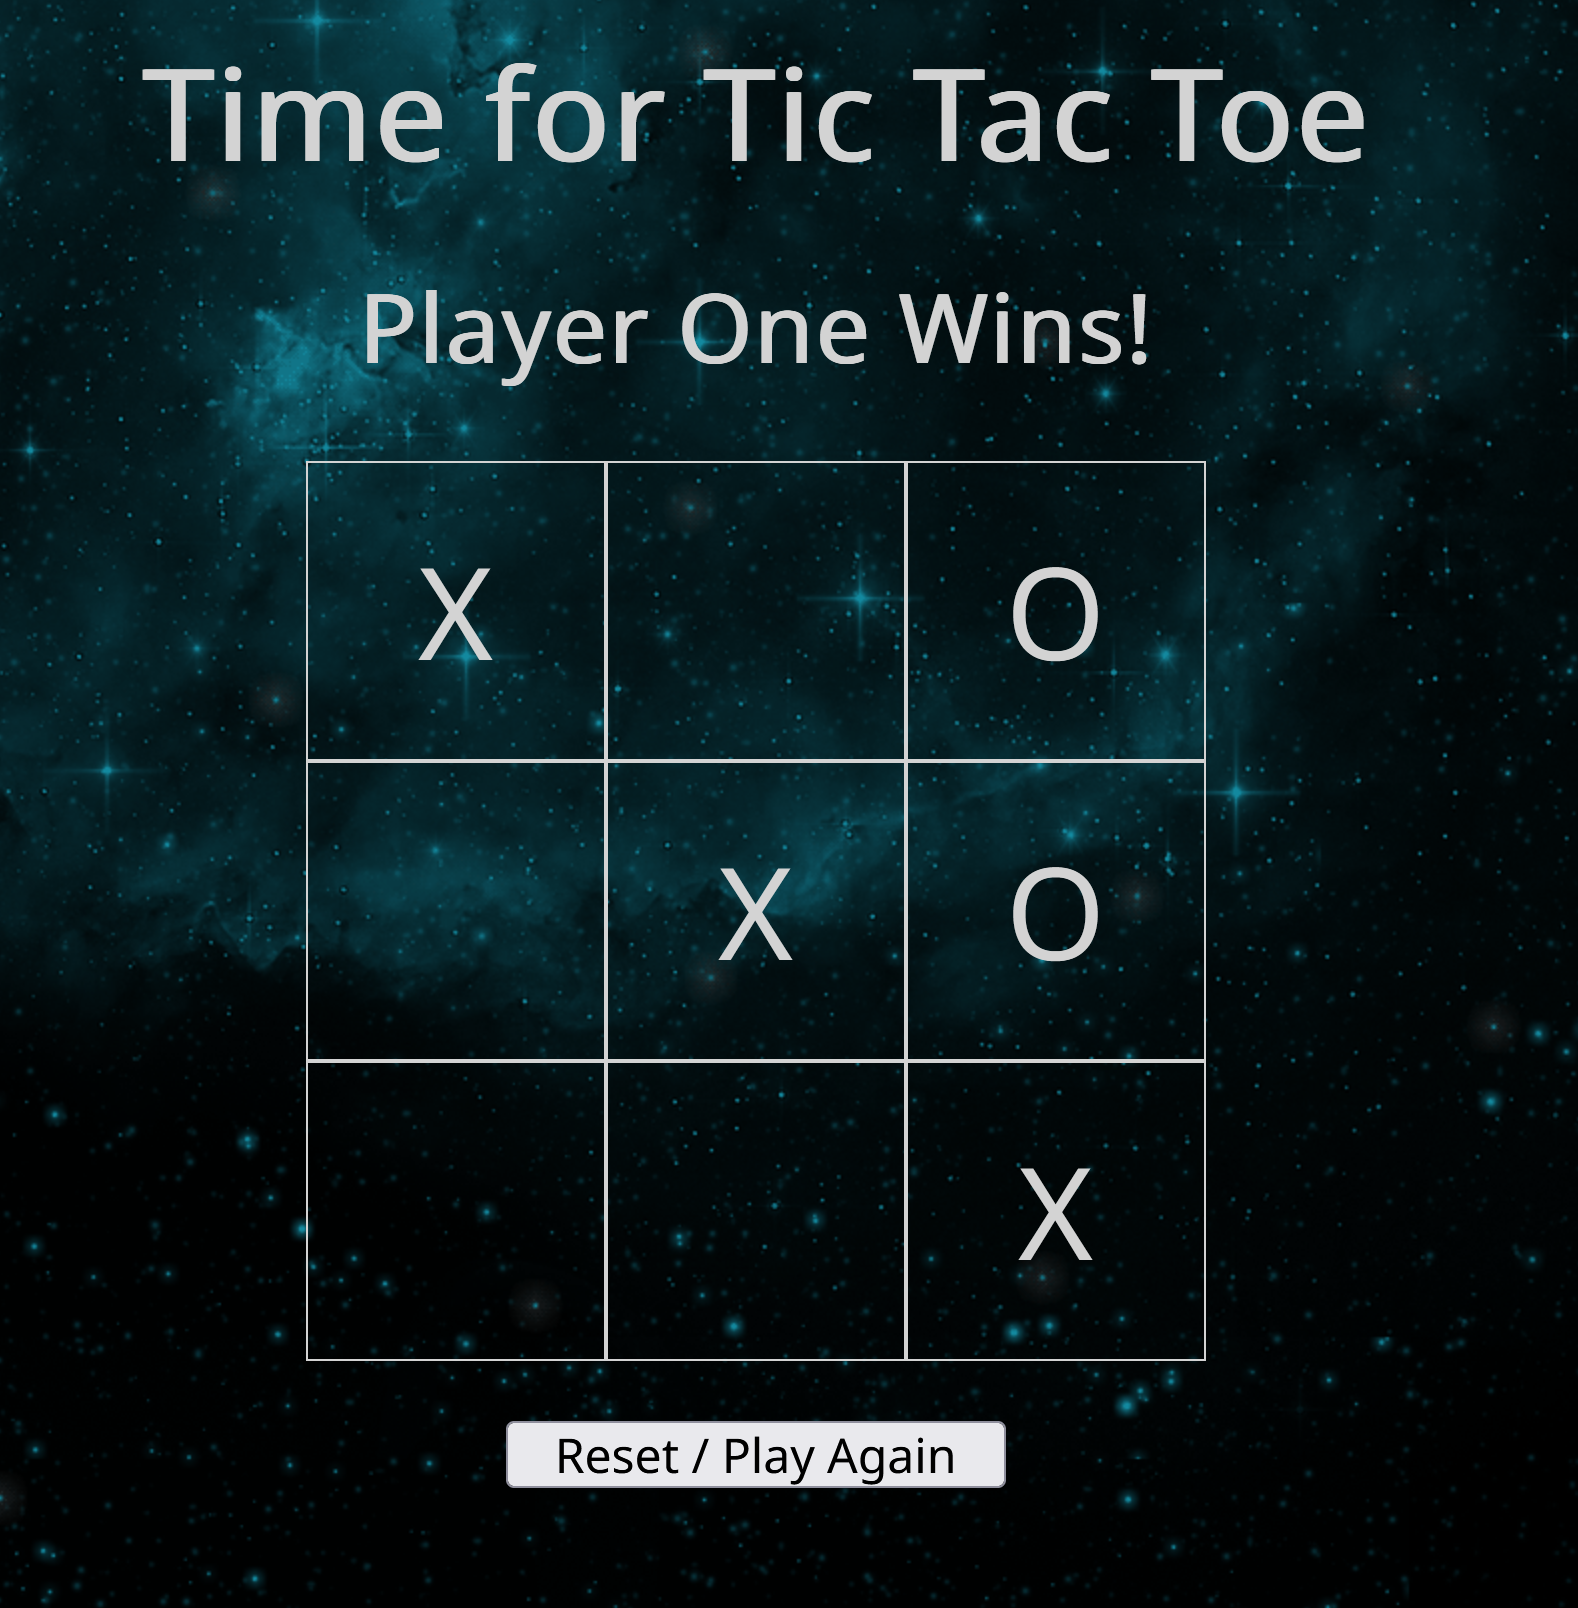 Time for Tic Tac Toe
Player One Wins!
X O
X O
X
Reset / Play Again